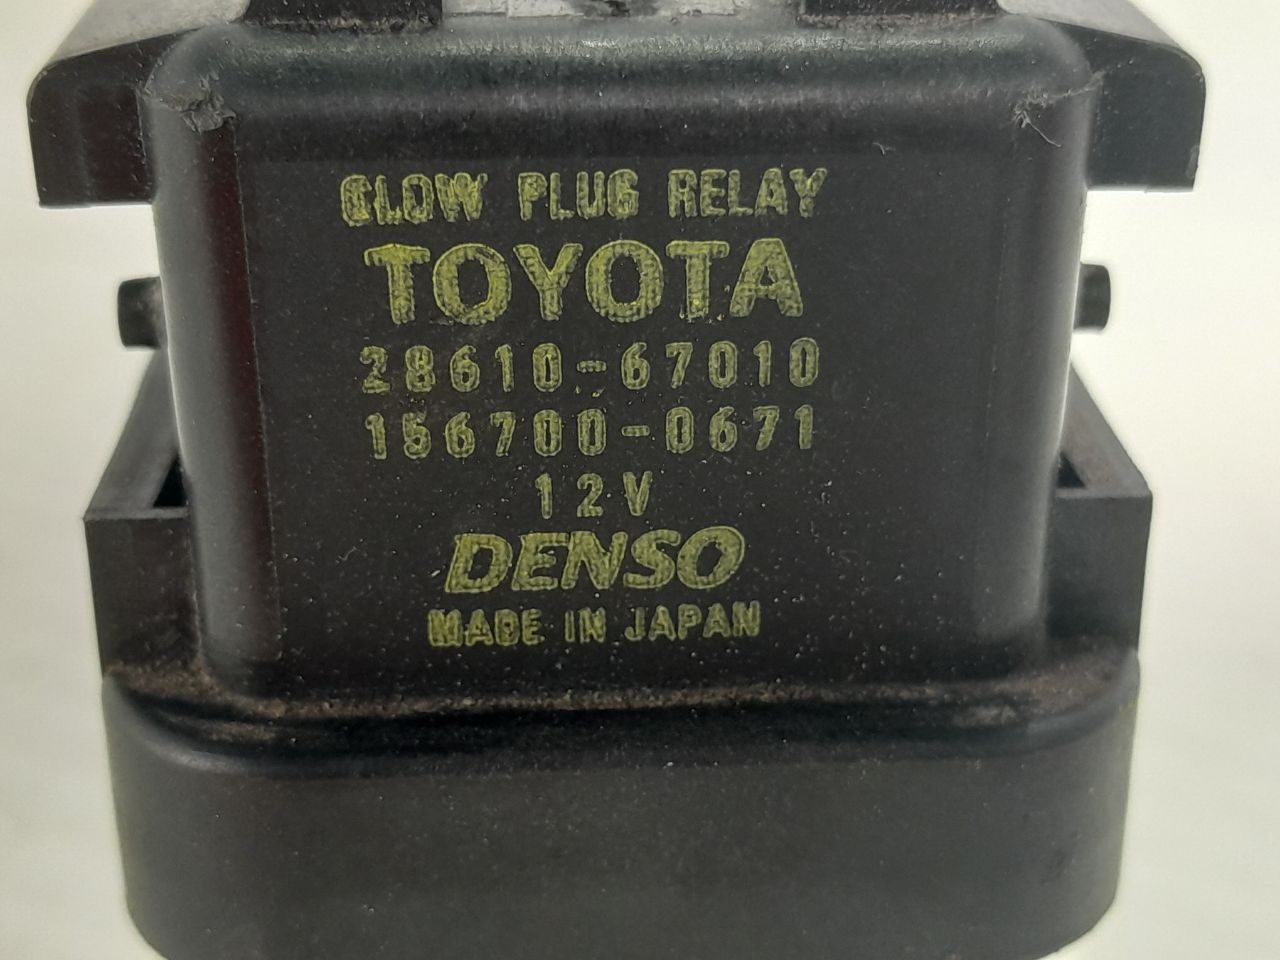 GLOW PLUG RELAY
TOYOTA
28610-67010
156700-0671
12V
DENSO
MADE IN JAPAN